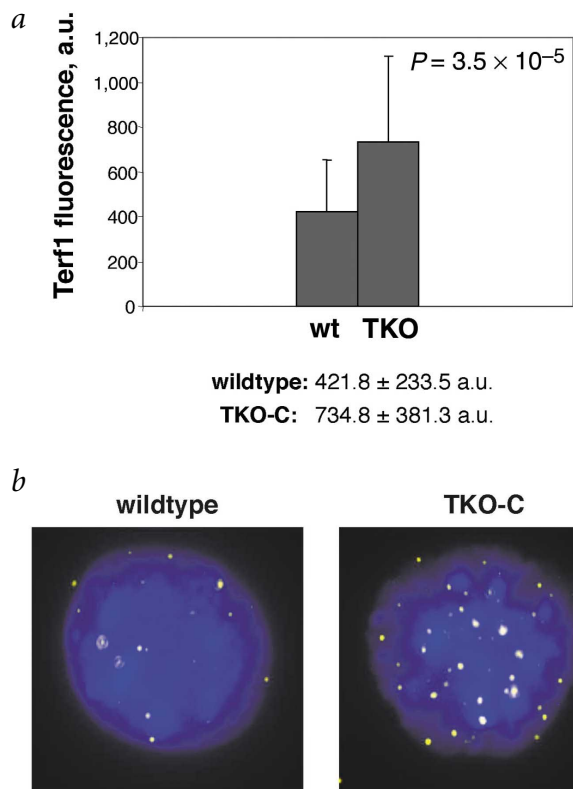 a
Terf1 fluorescence, a.u.
1,200
1,000
800
600
400
200
0
P = 3.5 × 10⁻⁵
wt TKO
wildtype: 421.8 ± 233.5 a.u.
TKO-C: 734.8 ± 381.3 a.u.
b
wildtype TKO-C